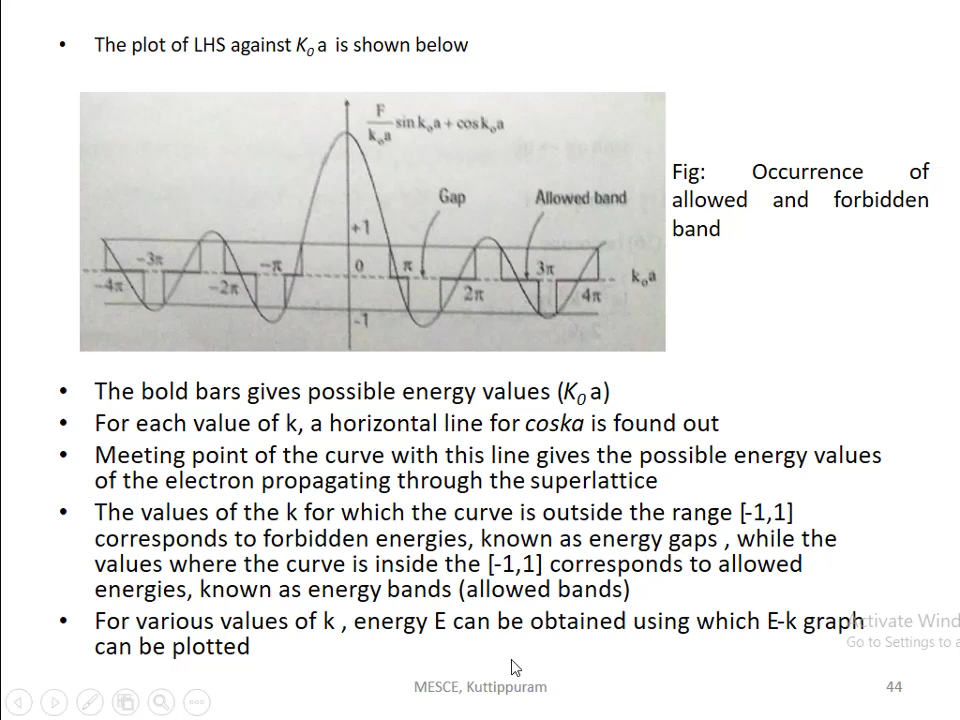 • The plot of LHS against K₀ a is shown below
F
k₀a
sin k₀a + cos k₀a
Gap
Allowed band
+1
-3π
-π
0
π
3π
k₀a
-4π
-2π
2π
4π
-1
Fig: Occurrence of
allowed and forbidden
band
• The bold bars gives possible energy values (K₀ a)
• For each value of k, a horizontal line for coska is found out
• Meeting point of the curve with this line gives the possible energy values
of the electron propagating through the superlattice
• The values of the k for which the curve is outside the range [-1,1]
corresponds to forbidden energies, known as energy gaps , while the
values where the curve is inside the [-1,1] corresponds to allowed
energies, known as energy bands (allowed bands)
• For various values of k , energy E can be obtained using which E-k graph
can be plotted
Activate Wind
Go to Settings to a
MESCE, Kuttippuram
44